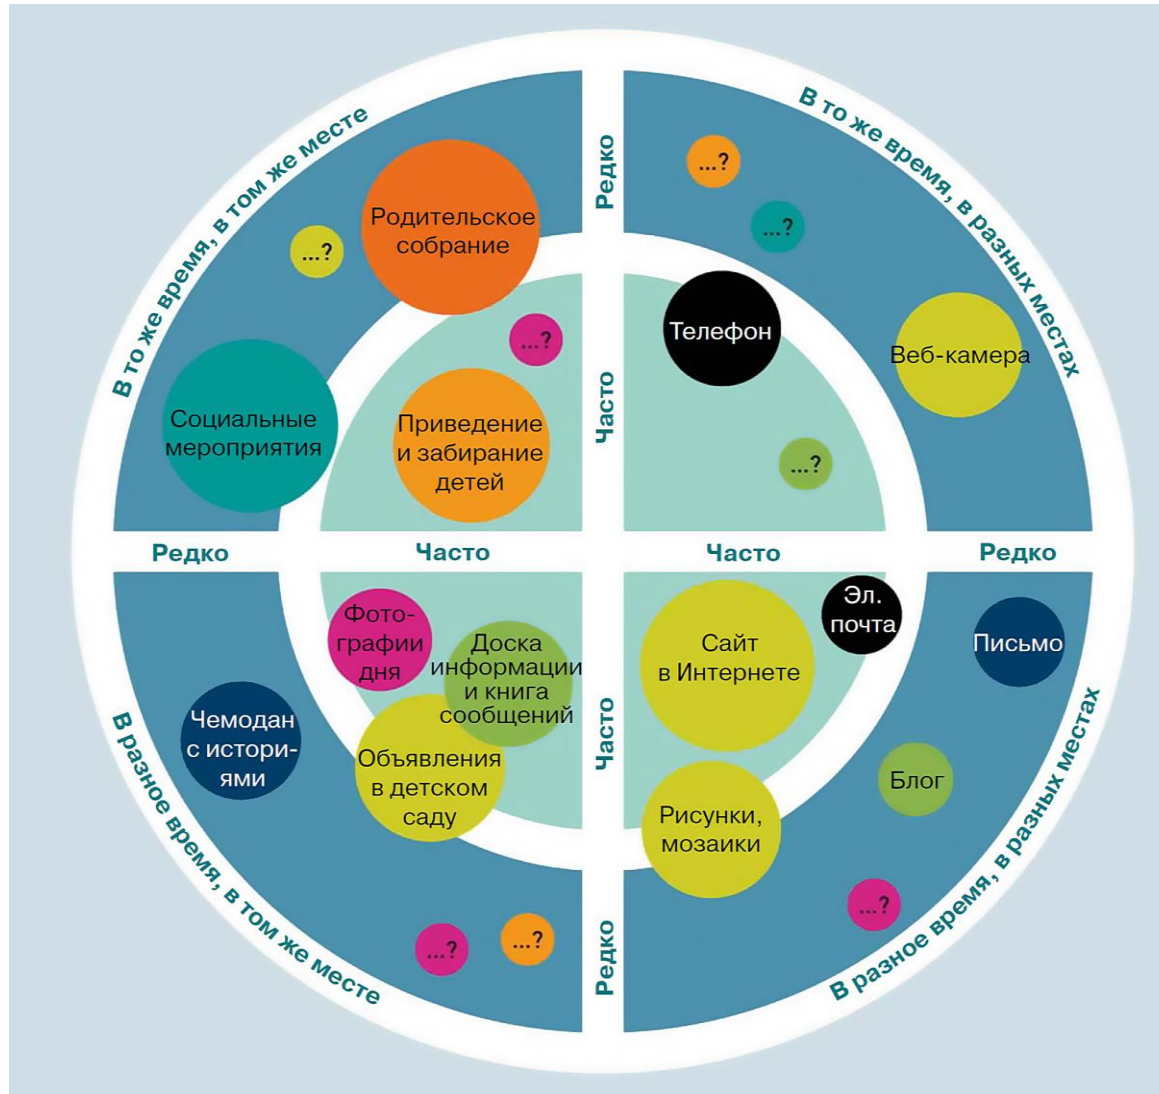 В то же время, в том же месте
В то же время, в разных местах
Редко
...?
...?
Родительское
собрание
...?
...?
Телефон
...?
Веб-камера
Часто
Социальные
мероприятия
Приведение
и забирание
детей
...?
Редко
Часто
Часто
Редко
Фото-
графии
дня
Доска
информации
и книга
сообщений
Сайт
в Интернете
Эл.
почта
Письмо
Чемодан
с истори-
ями
Объявления
в детском
саду
Часто
Рисунки,
мозаики
Блог
...?
...?
...?
Редко
В разное время, в том же месте
В разное время, в разных местах